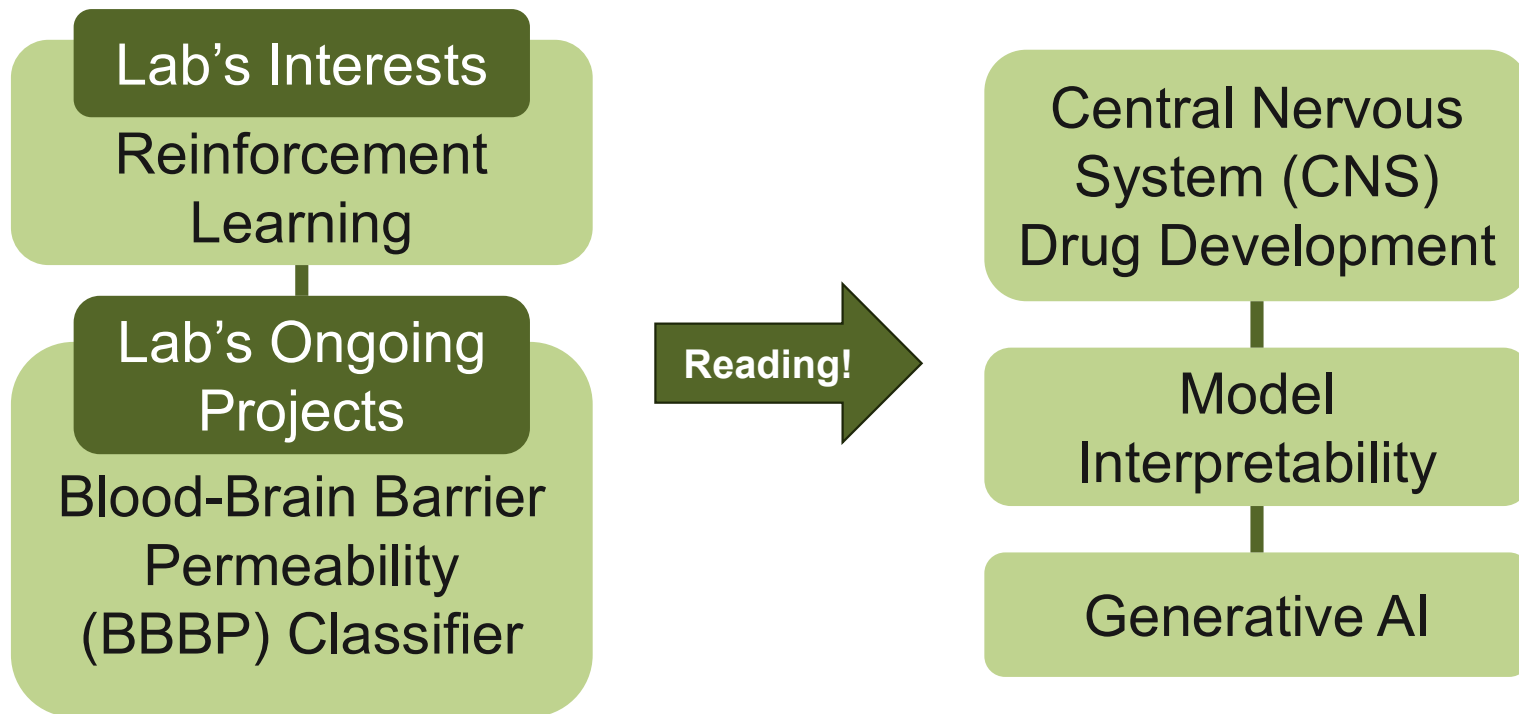 Lab’s Interests
Reinforcement
Learning
Lab’s Ongoing
Projects
Blood-Brain Barrier
Permeability
(BBBP) Classifier
Reading!
Central Nervous
System (CNS)
Drug Development
Model
Interpretability
Generative AI